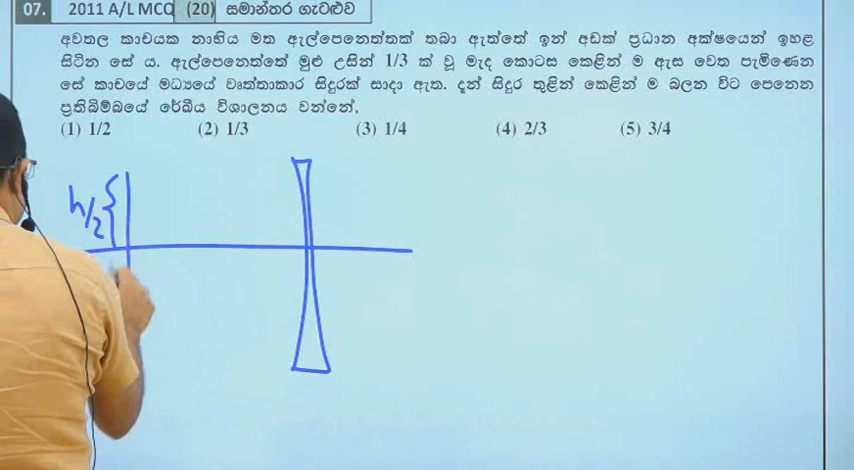 07. 2011 A/L MCQ (20) සමාන්තර ගැටළුව
අවතල කාචයක නාභිය මත ඇල්පෙනෙත්තක් තබා ඇත්තේ ඉන් අඩක් ප්‍රධාන අක්ෂයෙන් ඉහළ
සිටින සේ ය. ඇල්පෙනෙත්තේ මුළු උසින් 1/3 ක් වූ මැද කොටස කෙළින් ම ඇස වෙත පැමිණෙන
සේ කාචයේ මධ්‍යයේ වෘත්තාකාර සිදුරක් සාදා ඇත. දැන් සිදුර තුළින් කෙළින් ම බලන විට පෙනෙන
ප්‍රතිබිම්බයේ රේඛීය විශාලනය වන්නේ,
(1) 1/2 (2) 1/3 (3) 1/4 (4) 2/3 (5) 3/4
h/2